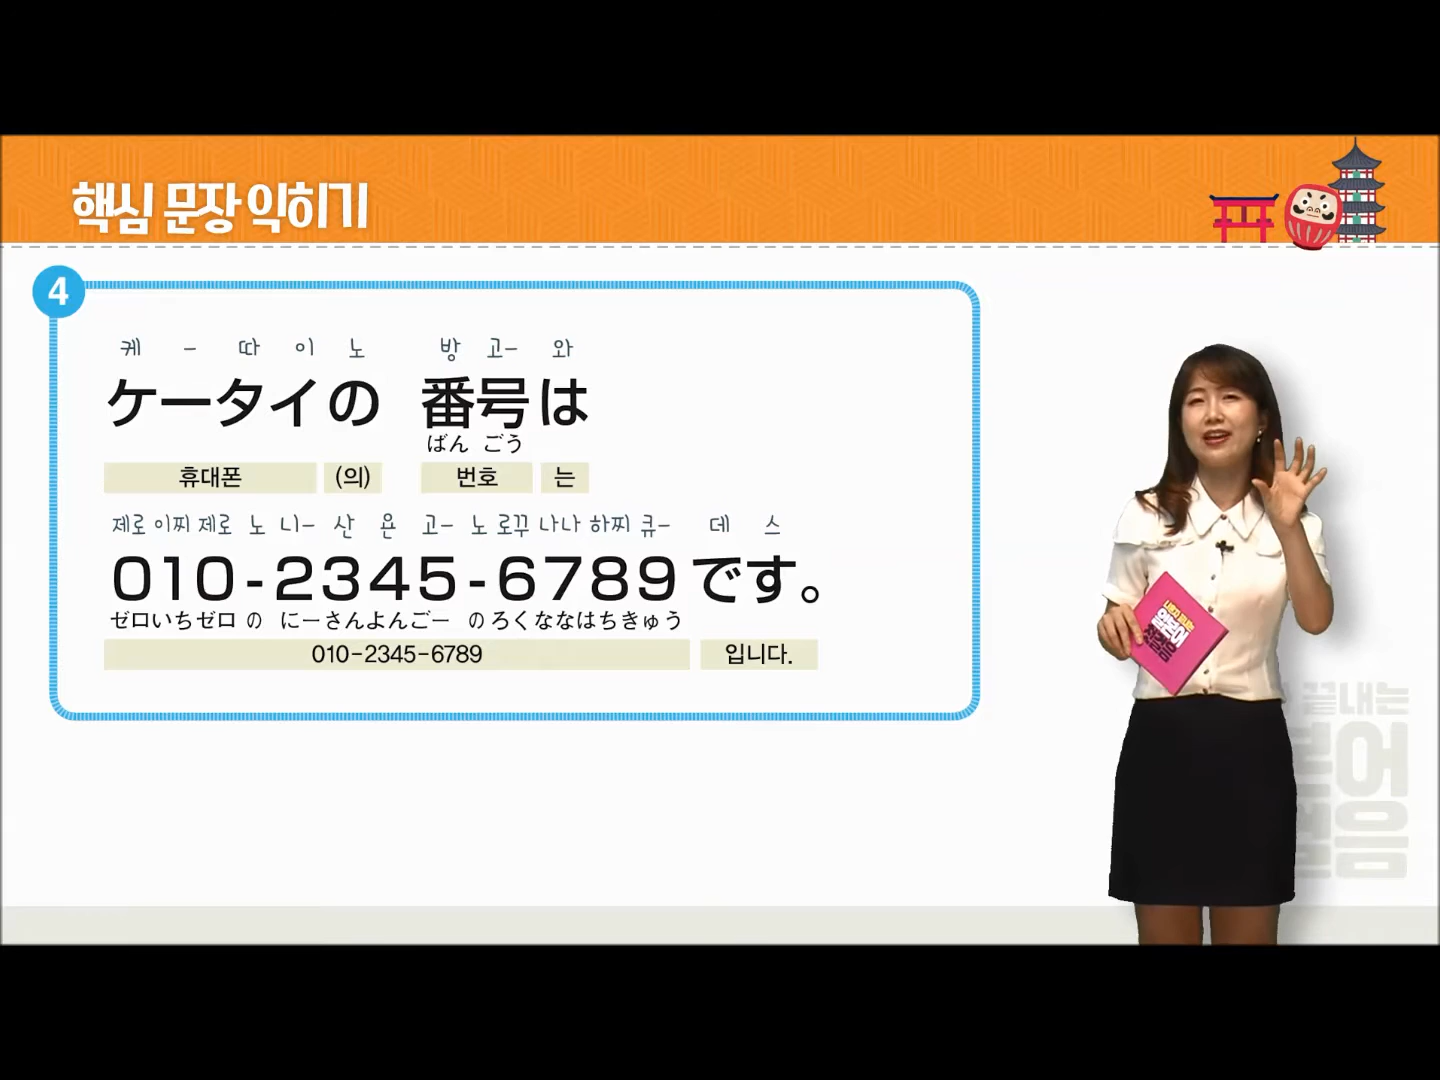 핵심 문장 익히기
4
케 - 따 이 노 방 고- 와
ケータイの 番号は
ばん ごう
휴대폰 (의) 번호 는
제로 이찌 제로 노 니- 산 욘 고- 노 로꾸 나나 하찌 큐- 데 스
010-2345-6789です。
ゼロいちゼロ の にーさんよんごー のろくななはちきゅう
010-2345-6789 입니다.
끝내는